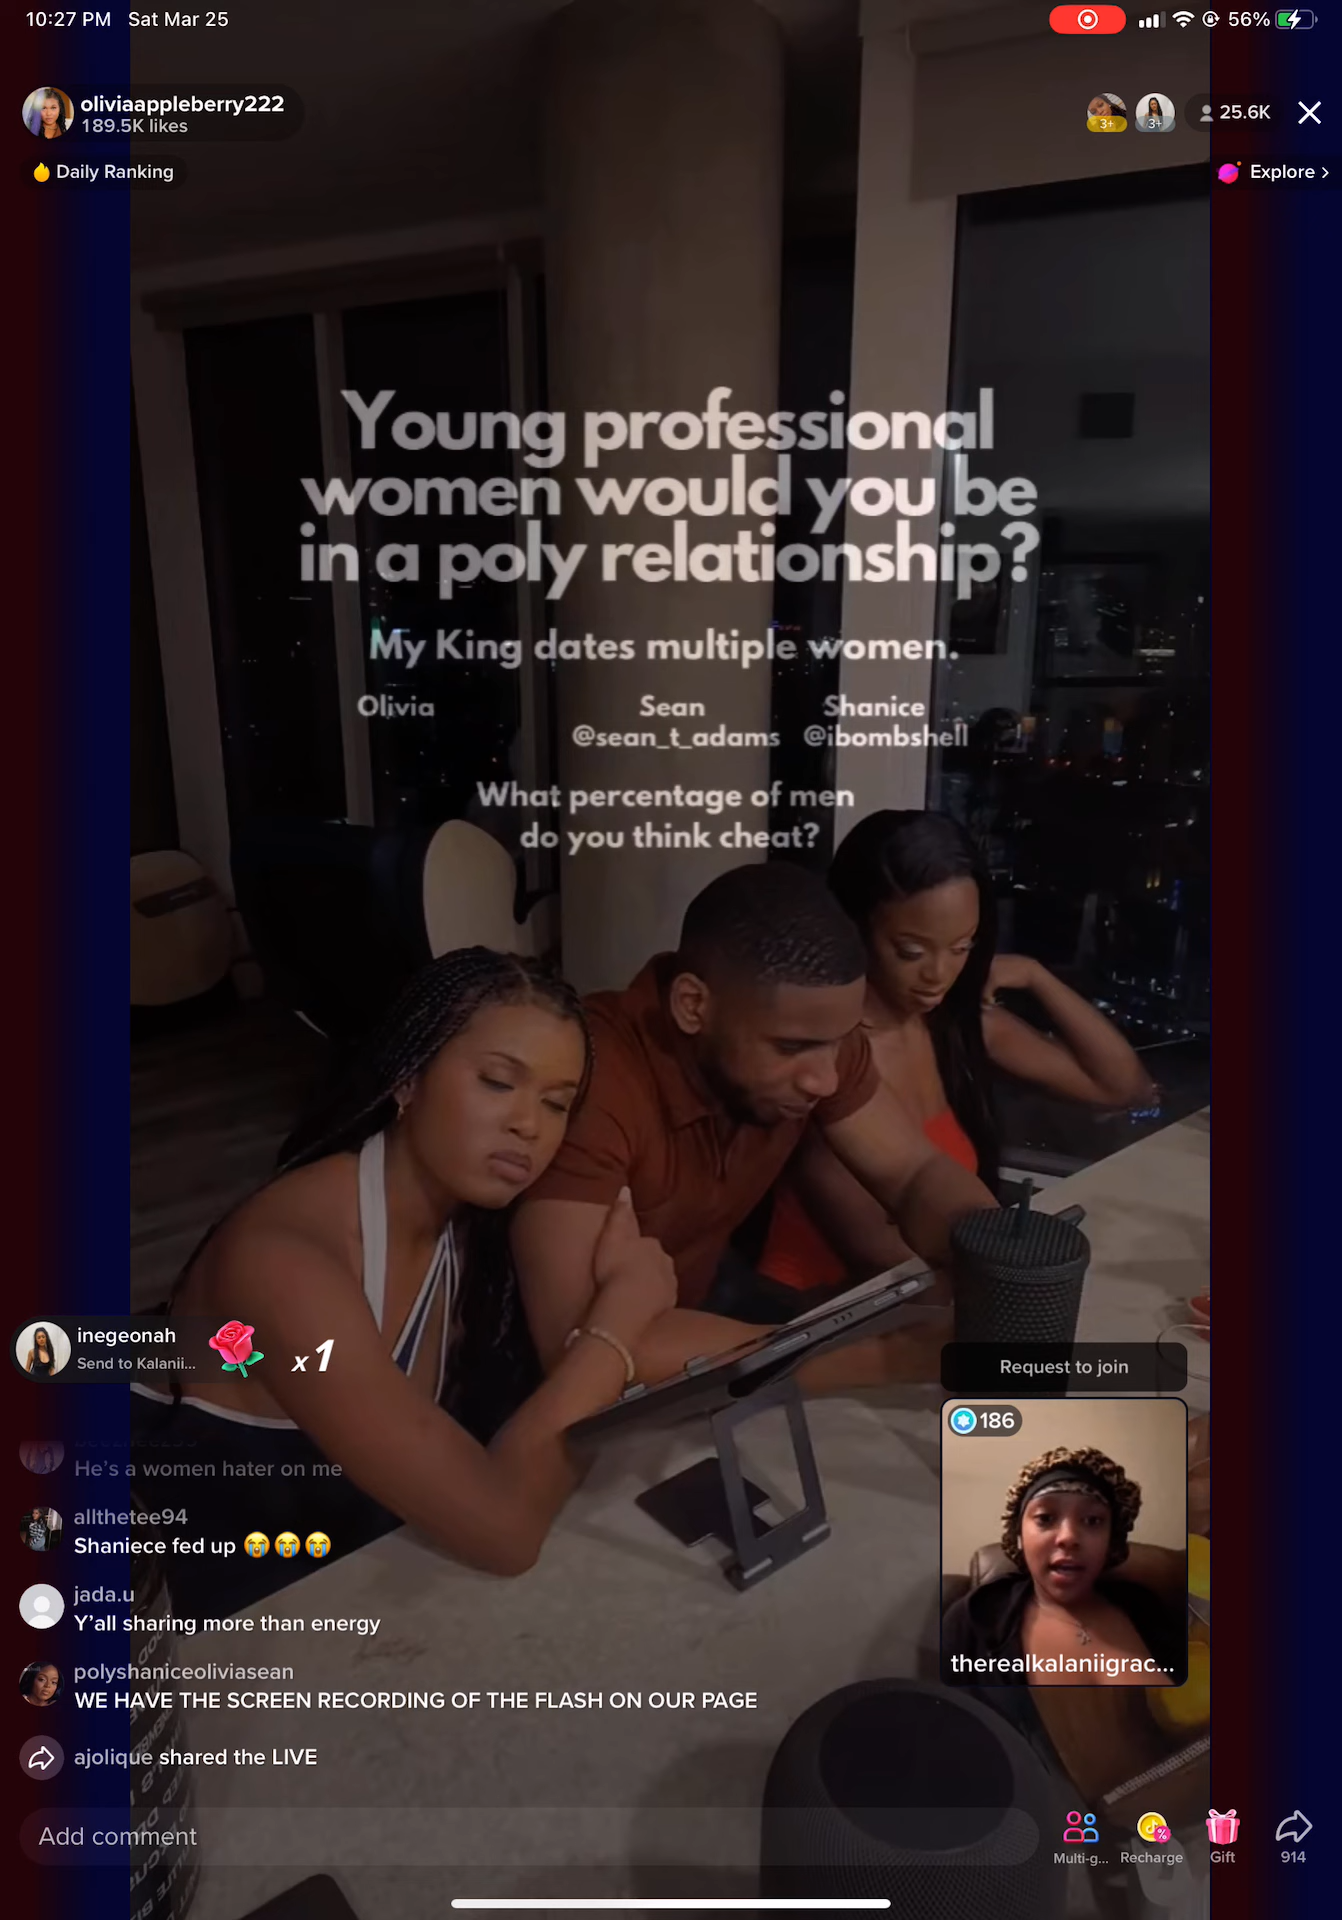 10:27 PM Sat Mar 25
56%
oliviaappleberry222
189.5K likes
3+
3+
25.6K
Daily Ranking
Explore >
Young professional
women would you be
in a poly relationship?
My King dates multiple women.
Olivia Sean Shanice
@sean_t_adams @ibombshell
What percentage of men
do you think cheat?
inegeonah
Send to Kalanii...
x1
Request to join
186
He's a women hater on me
allthetee94
Shaniece fed up 😭😭😭
jada.u
Y'all sharing more than energy
therealkalaniigrac...
polyshaniceoliviasean
WE HAVE THE SCREEN RECORDING OF THE FLASH ON OUR PAGE
ajolique shared the LIVE
Add comment
Multi-g...
Recharge
Gift
914